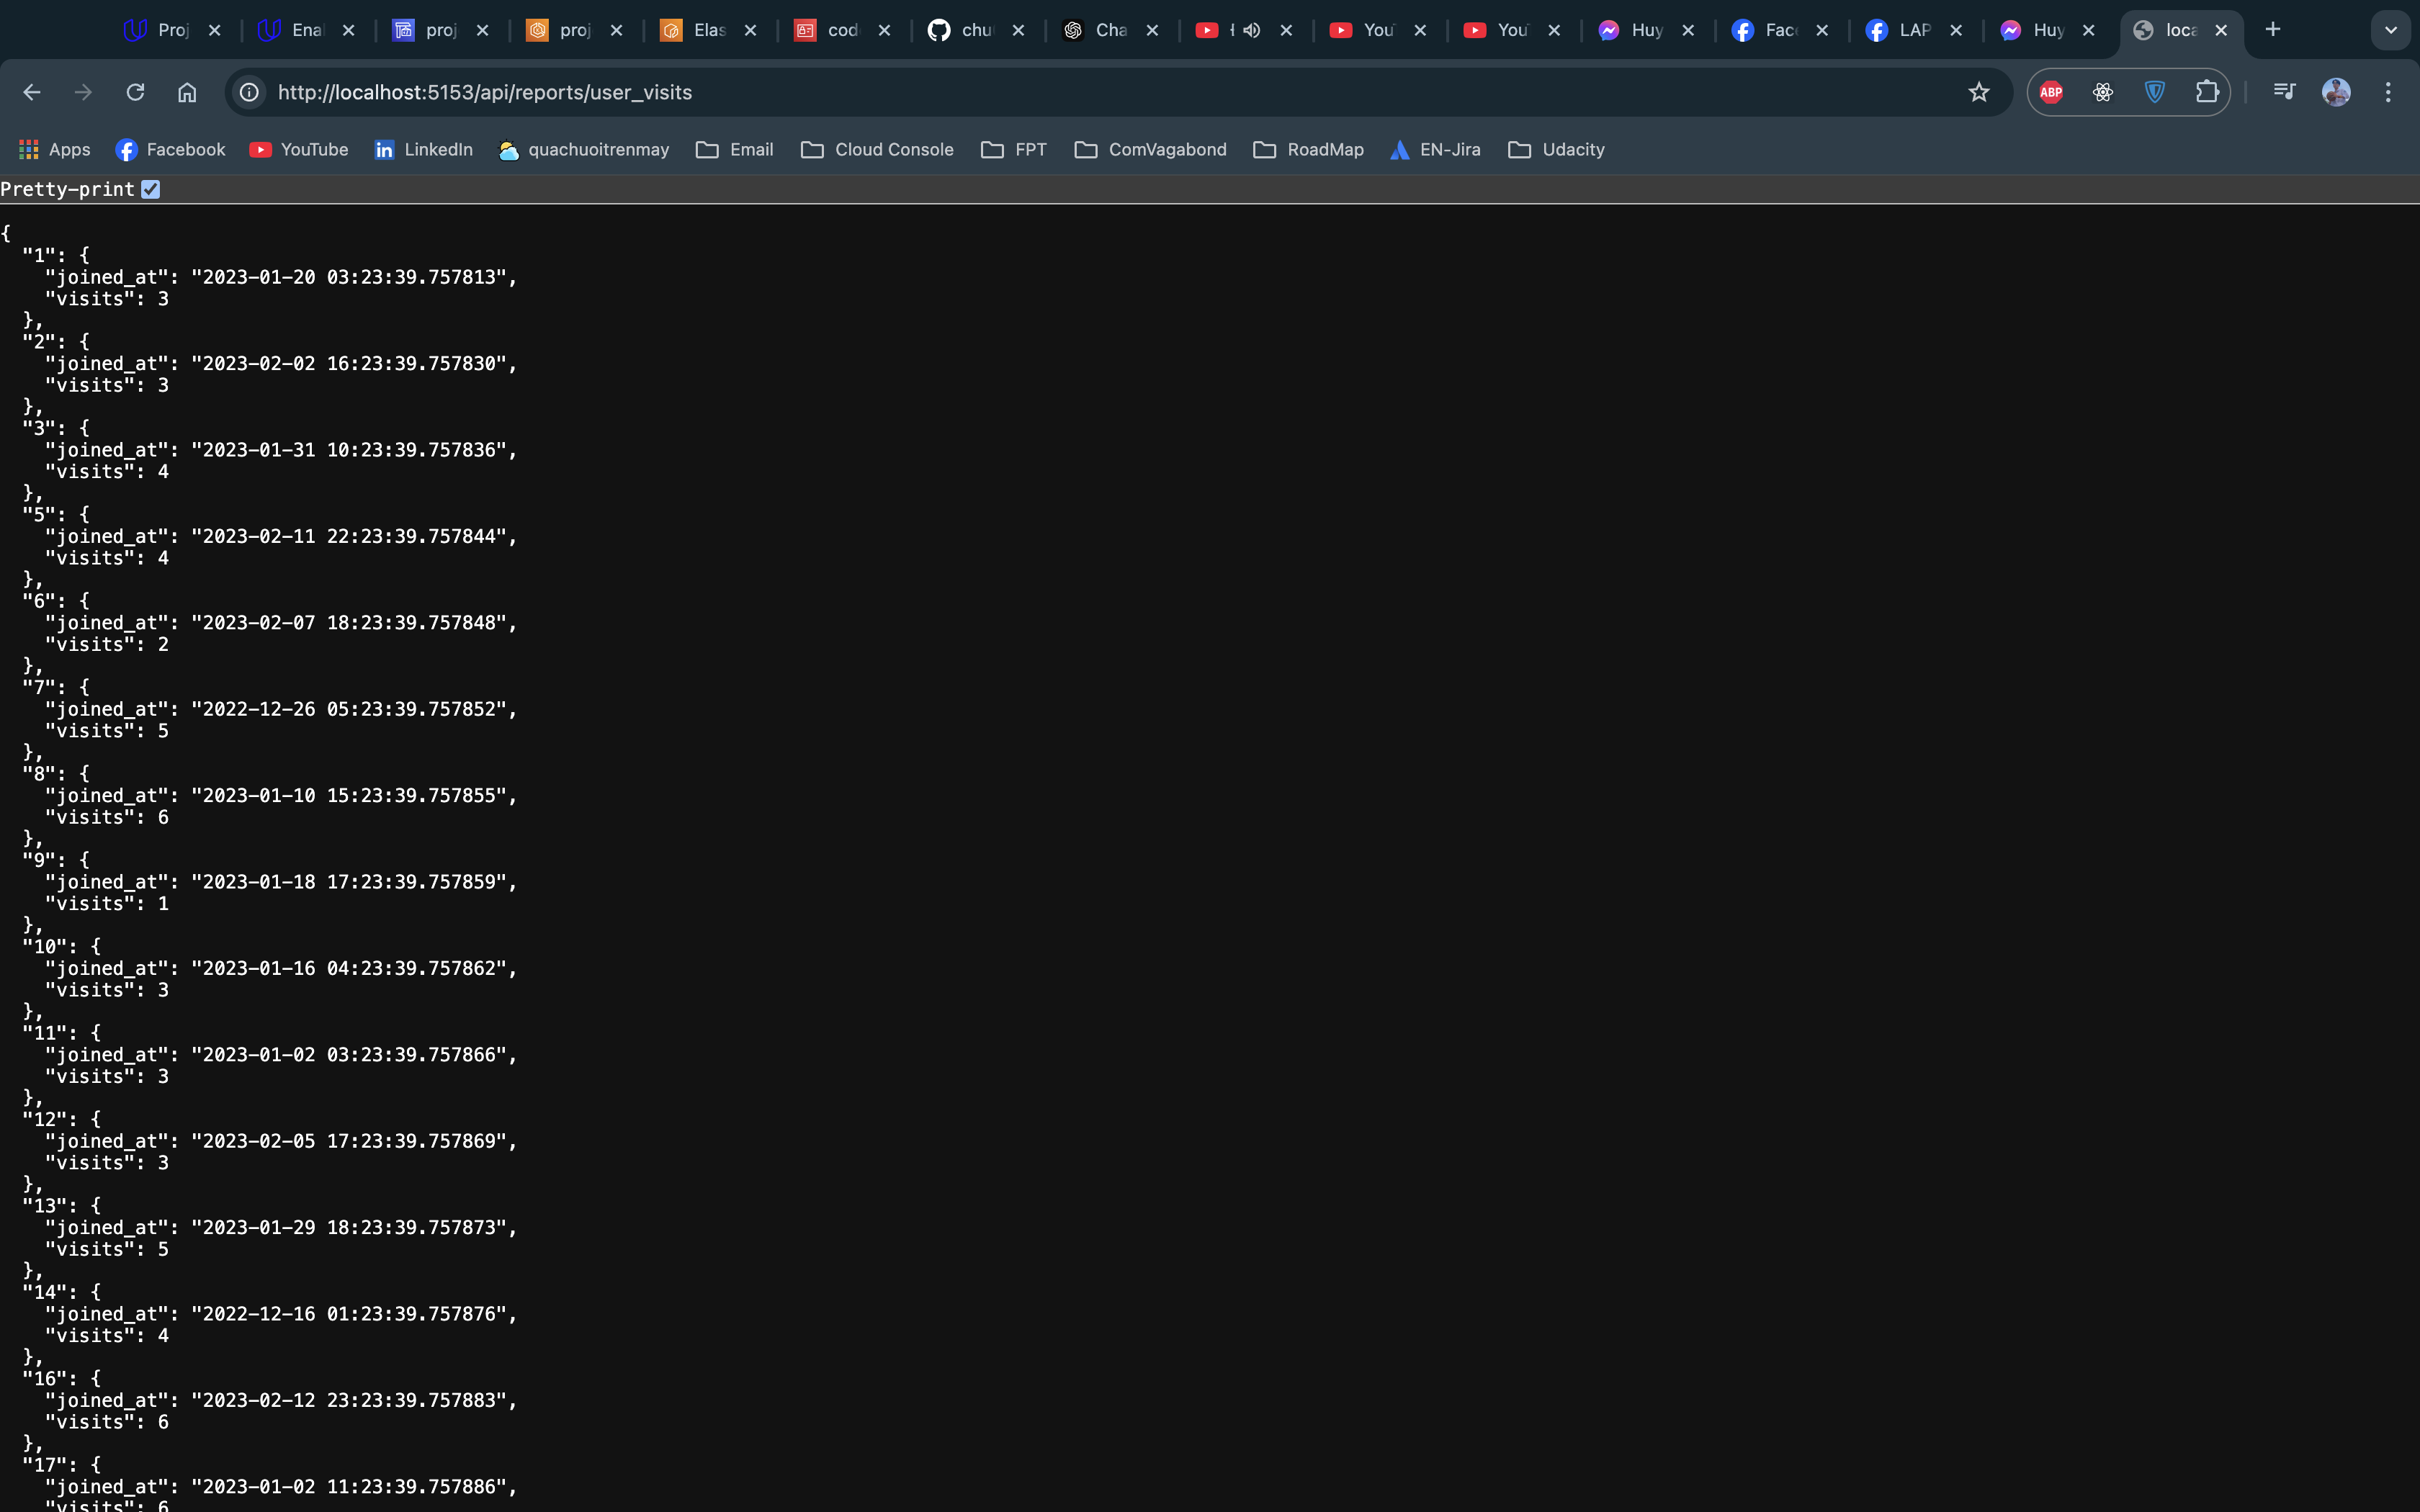 Proj Ena proj proj Elas cod chu Cha You You Huy Fac LAP Huy loca
http://localhost:5153/api/reports/user_visits ABP
Apps Facebook YouTube LinkedIn quachuoitrenmay Email Cloud Console FPT ComVagabond RoadMap EN-Jira Udacity
Pretty-print
{
"1": {
"joined_at": "2023-01-20 03:23:39.757813",
"visits": 3
},
"2": {
"joined_at": "2023-02-02 16:23:39.757830",
"visits": 3
},
"3": {
"joined_at": "2023-01-31 10:23:39.757836",
"visits": 4
},
"5": {
"joined_at": "2023-02-11 22:23:39.757844",
"visits": 4
},
"6": {
"joined_at": "2023-02-07 18:23:39.757848",
"visits": 2
},
"7": {
"joined_at": "2022-12-26 05:23:39.757852",
"visits": 5
},
"8": {
"joined_at": "2023-01-10 15:23:39.757855",
"visits": 6
},
"9": {
"joined_at": "2023-01-18 17:23:39.757859",
"visits": 1
},
"10": {
"joined_at": "2023-01-16 04:23:39.757862",
"visits": 3
},
"11": {
"joined_at": "2023-01-02 03:23:39.757866",
"visits": 3
},
"12": {
"joined_at": "2023-02-05 17:23:39.757869",
"visits": 3
},
"13": {
"joined_at": "2023-01-29 18:23:39.757873",
"visits": 5
},
"14": {
"joined_at": "2022-12-16 01:23:39.757876",
"visits": 4
},
"16": {
"joined_at": "2023-02-12 23:23:39.757883",
"visits": 6
},
"17": {
"joined_at": "2023-01-02 11:23:39.757886",
"visits": 6